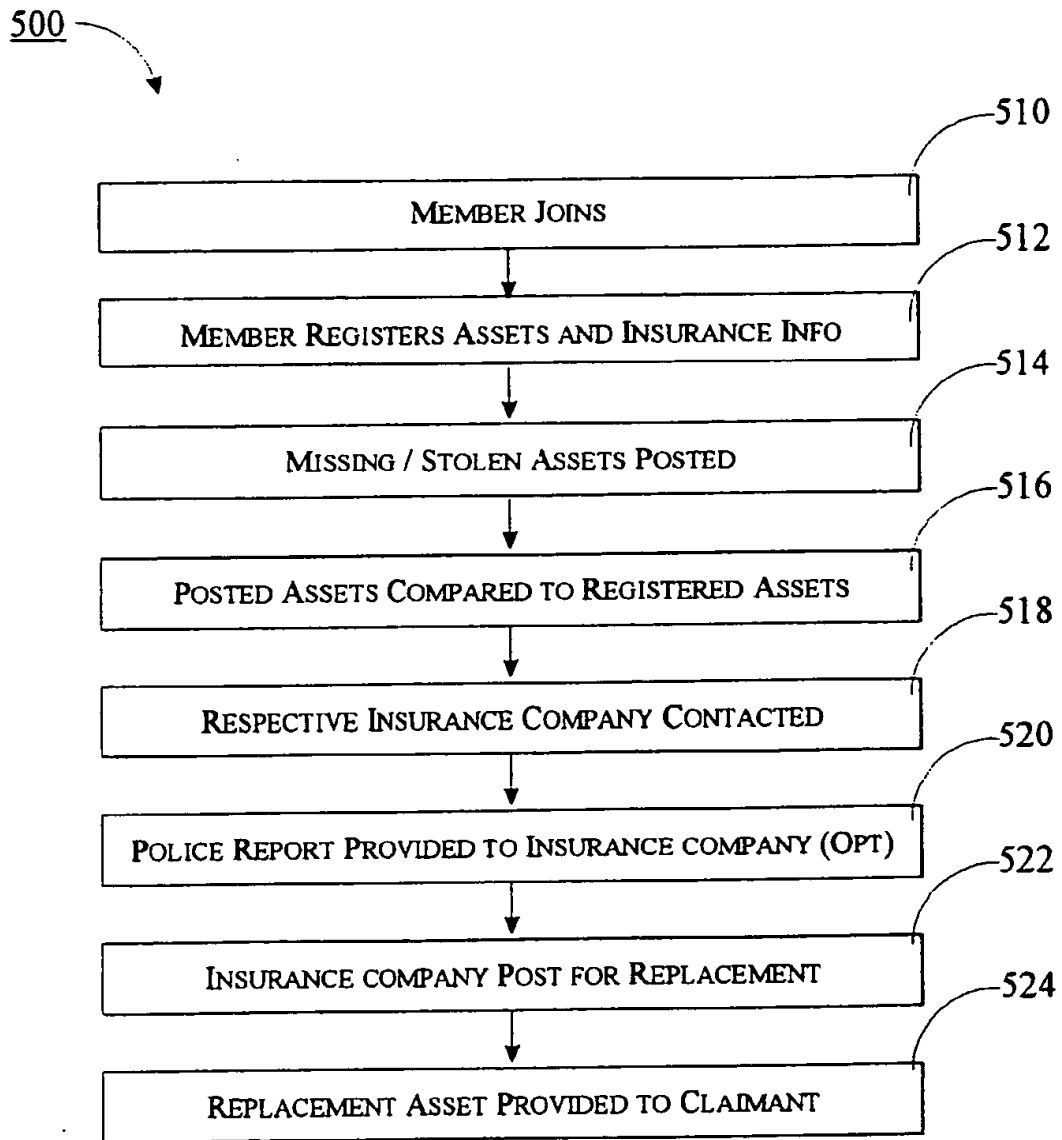 500
510
MEMBER JOINS
512
MEMBER REGISTERS ASSETS AND INSURANCE INFO
514
MISSING / STOLEN ASSETS POSTED
516
POSTED ASSETS COMPARED TO REGISTERED ASSETS
518
RESPECTIVE INSURANCE COMPANY CONTACTED
520
POLICE REPORT PROVIDED TO INSURANCE COMPANY (OPT)
522
INSURANCE COMPANY POST FOR REPLACEMENT
524
REPLACEMENT ASSET PROVIDED TO CLAIMANT